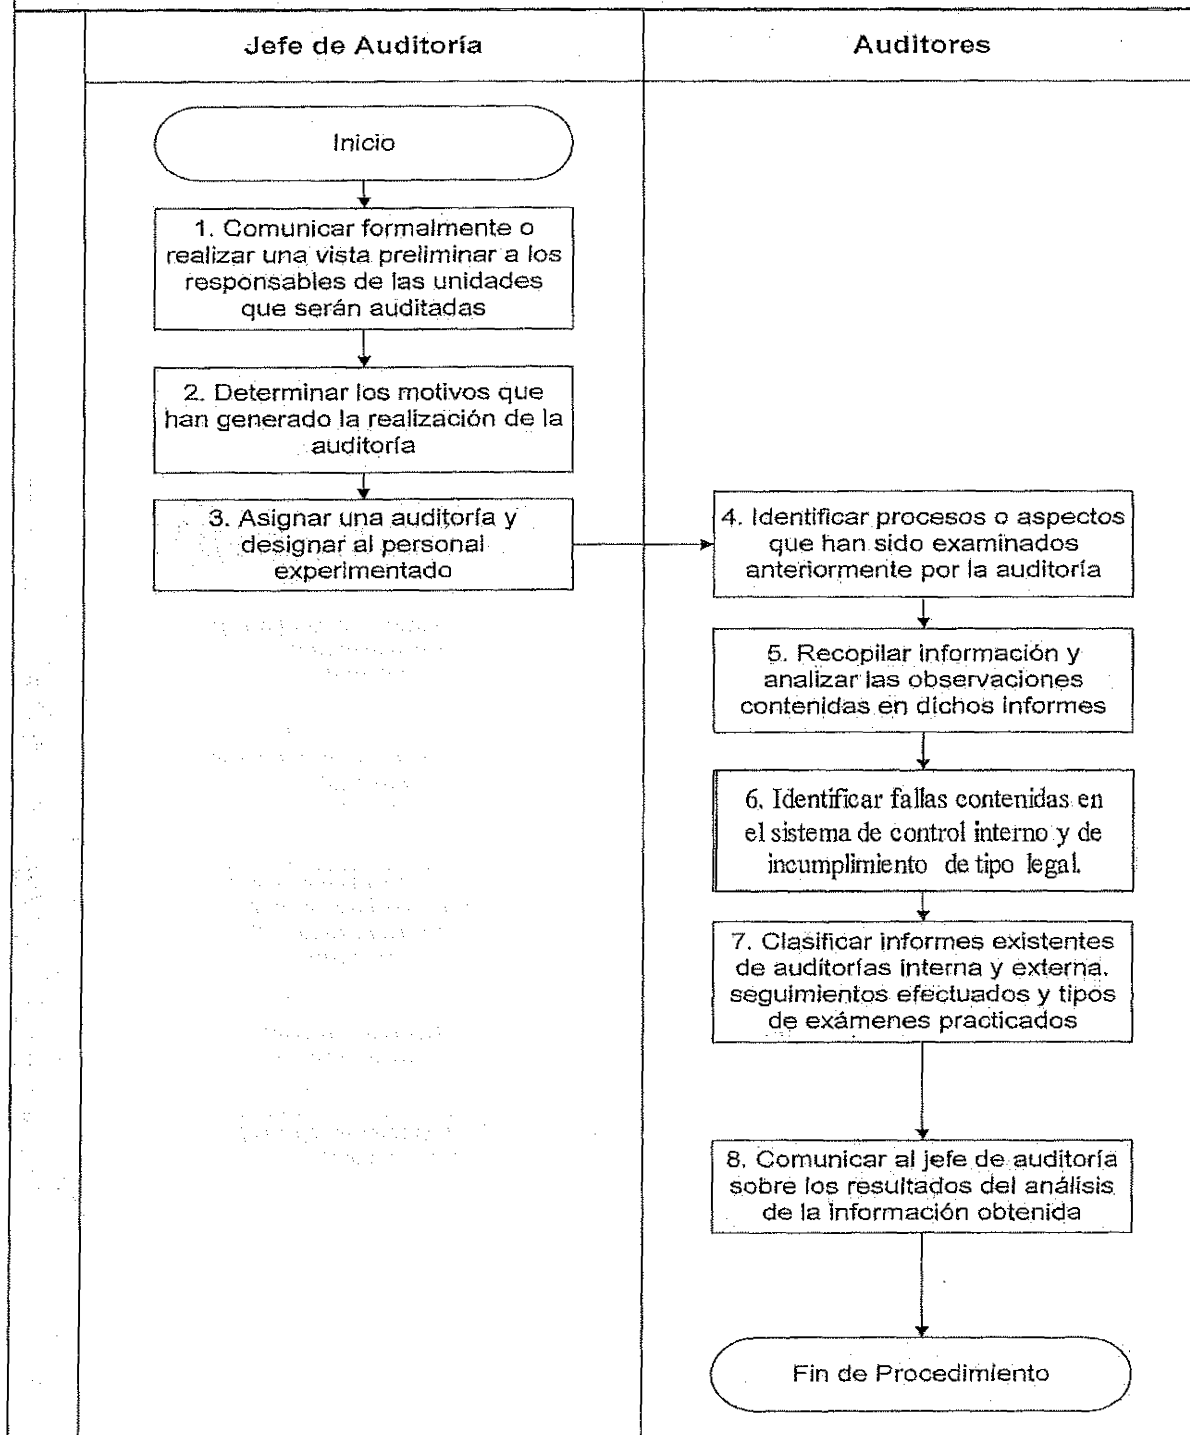 Jefe de Auditoría
Auditores
Inicio
1. Comunicar formalmente o
realizar una vista preliminar a los
responsables de las unidades
que serán auditadas
2. Determinar los motivos que
han generado la realización de la
auditoría
3. Asignar una auditoría y
designar al personal
experimentado
4. Identificar procesos o aspectos
que han sido examinados
anteriormente por la auditoría
5. Recopilar información y
analizar las observaciones
contenidas en dichos informes
6. Identificar fallas contenidas en
el sistema de control interno y de
incumplimiento de tipo legal.
7. Clasificar informes existentes
de auditorías interna y externa,
seguimientos efectuados y tipos
de exámenes practicados
8. Comunicar al jefe de auditoría
sobre los resultados del análisis
de la información obtenida
Fin de Procedimiento